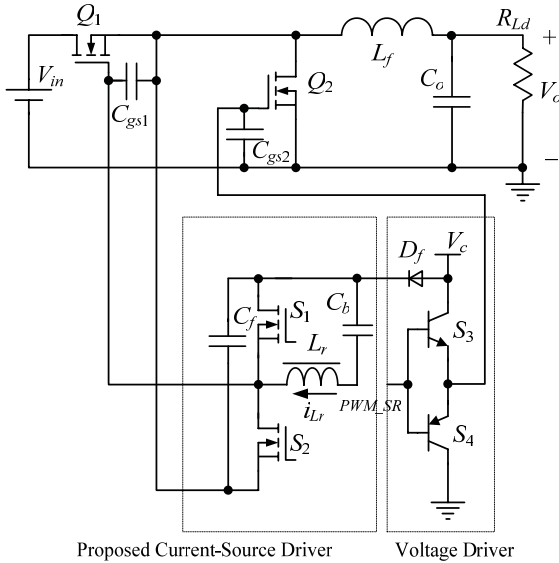 Q1
RLd
+
Vin
Lf
Co
Vo
Q2
Cgs1
Cgs2
−
Df
Vc
S1
Cb
Cf
S3
Lr
iLr
PWM_SR
S2
S4
Proposed Current-Source Driver
Voltage Driver